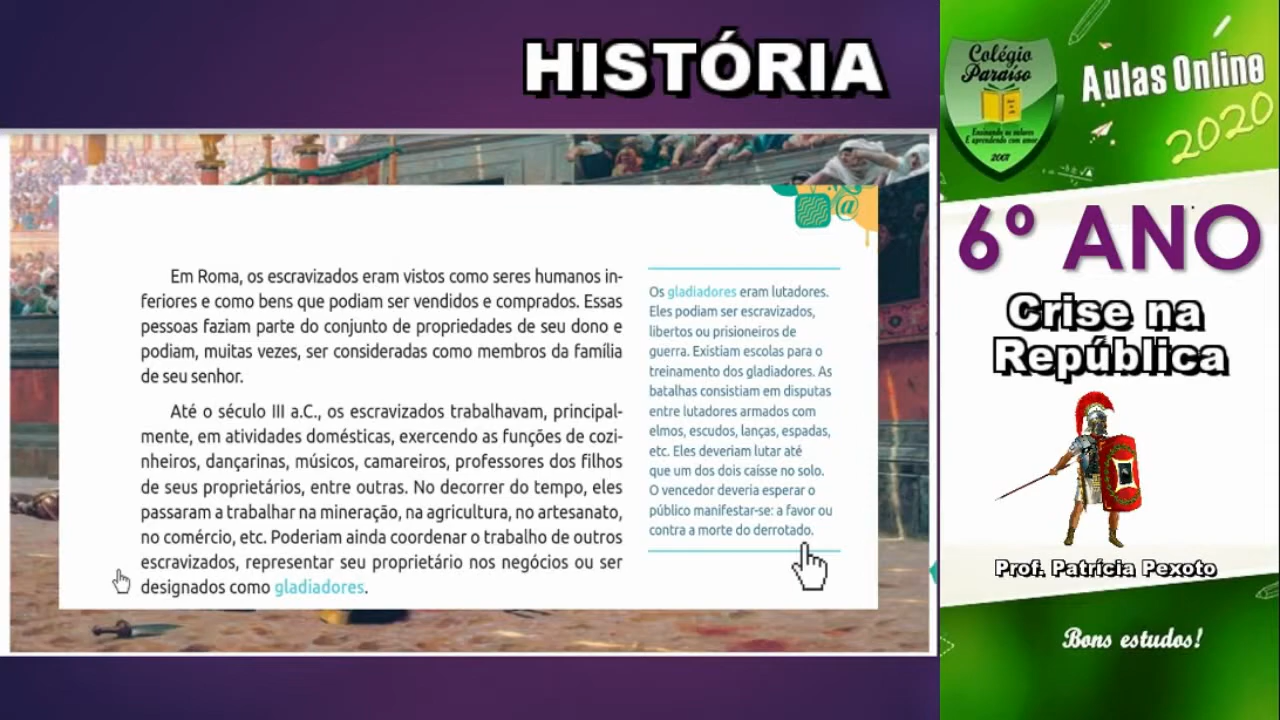 HISTÓRIA
Em Roma, os escravizados eram vistos como seres humanos in-
feriores e como bens que podiam ser vendidos e comprados. Essas
pessoas faziam parte do conjunto de propriedades de seu dono e
podiam, muitas vezes, ser consideradas como membros da família
de seu senhor.
Até o século III a.C., os escravizados trabalhavam, principal-
mente, em atividades domésticas, exercendo as funções de cozi-
nheiros, dançarinas, músicos, camareiros, professores dos filhos
de seus proprietários, entre outras. No decorrer do tempo, eles
passaram a trabalhar na mineração, na agricultura, no artesanato,
no comércio, etc. Poderiam ainda coordenar o trabalho de outros
escravizados, representar seu proprietário nos negócios ou ser
designados como gladiadores.
@
Os gladiadores eram lutadores.
Eles podiam ser escravizados,
libertos ou prisioneiros de
guerra. Existiam escolas para o
treinamento dos gladiadores. As
batalhas consistiam em disputas
entre lutadores armados com
elmos, escudos, lanças, espadas,
etc. Eles deveriam lutar até
que um dos dois caísse no solo.
O vencedor deveria esperar o
público manifestar-se: a favor ou
contra a morte do derrotado.
Colégio
Paraíso
Ensinando os valores
E aprendendo com amor
2007
Aulas Online
2020
6º ANO
Crise na
República
Prof. Patrícia Pexoto
Bons estudos!